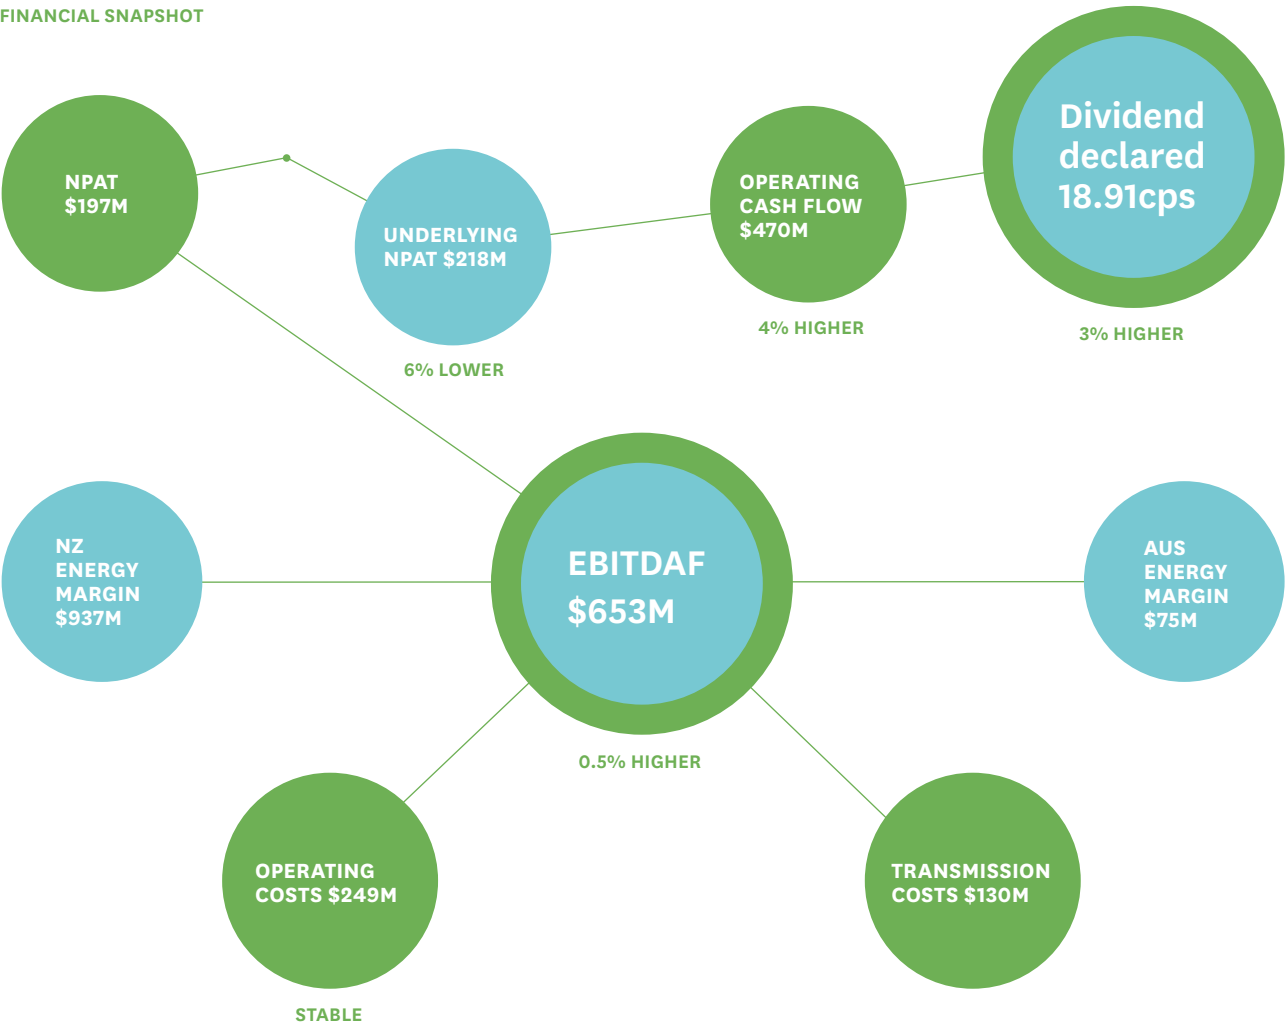 FINANCIAL SNAPSHOT
NPAT
$197M
UNDERLYING
NPAT $218M
6% LOWER
OPERATING
CASH FLOW
$470M
4% HIGHER
Dividend
declared
18.91cps
3% HIGHER
NZ
ENERGY
MARGIN
$937M
EBITDAF
$653M
0.5% HIGHER
AUS
ENERGY
MARGIN
$75M
OPERATING
COSTS $249M
STABLE
TRANSMISSION
COSTS $130M